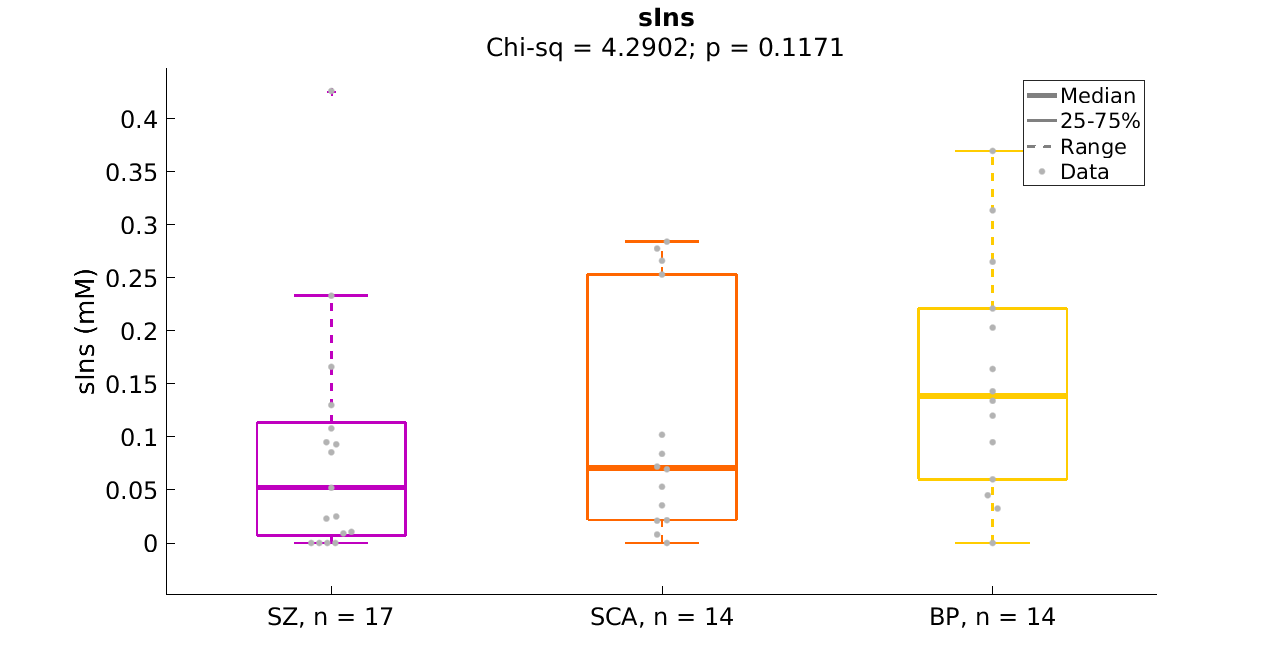 sIns
Chi-sq = 4.2902; p = 0.1171
Median
25-75%
Range
Data
sIns (mM)
0.4
0.35
0.3
0.25
0.2
0.15
0.1
0.05
0
SZ, n = 17
SCA, n = 14
BP, n = 14